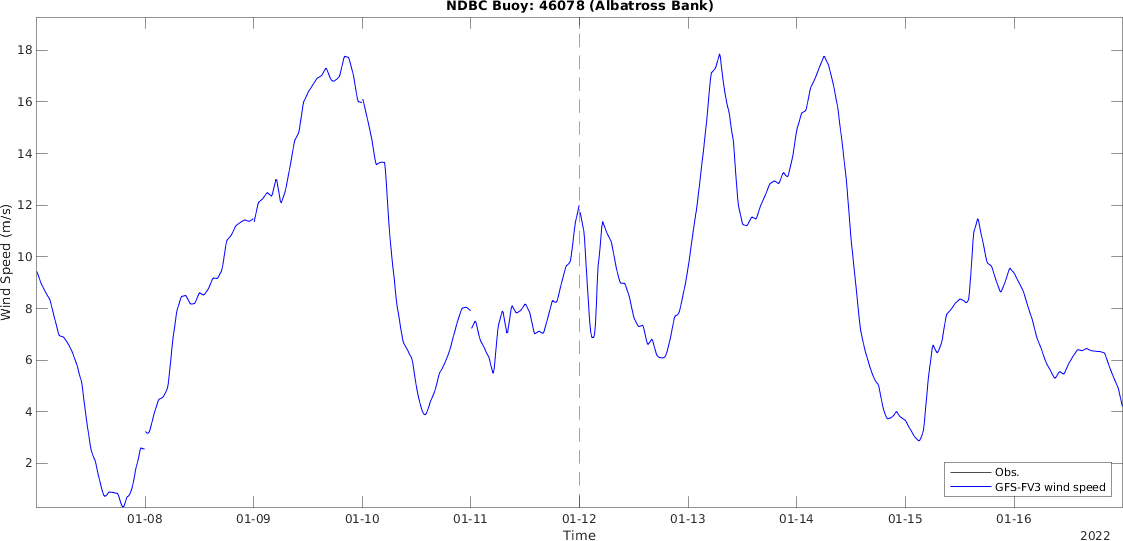 NDBC Buoy: 46078 (Albatross Bank)
Wind Speed (m/s)
18
16
14
12
10
8
6
4
2
Obs.
GFS-FV3 wind speed
01-08 01-09 01-10 01-11 01-12 01-13 01-14 01-15 01-16
Time
2022